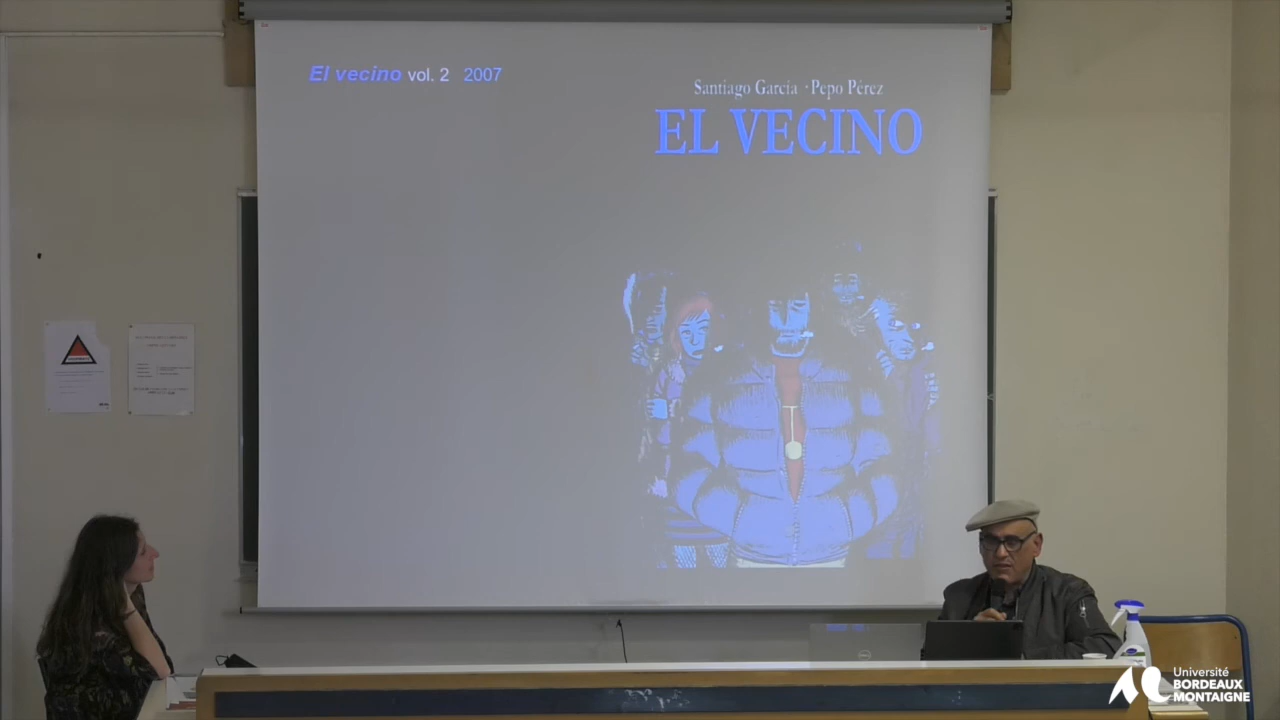 El vecino vol. 2 2007
Santiago García · Pepo Pérez
EL VECINO
Université
BORDEAUX
MONTAIGNE